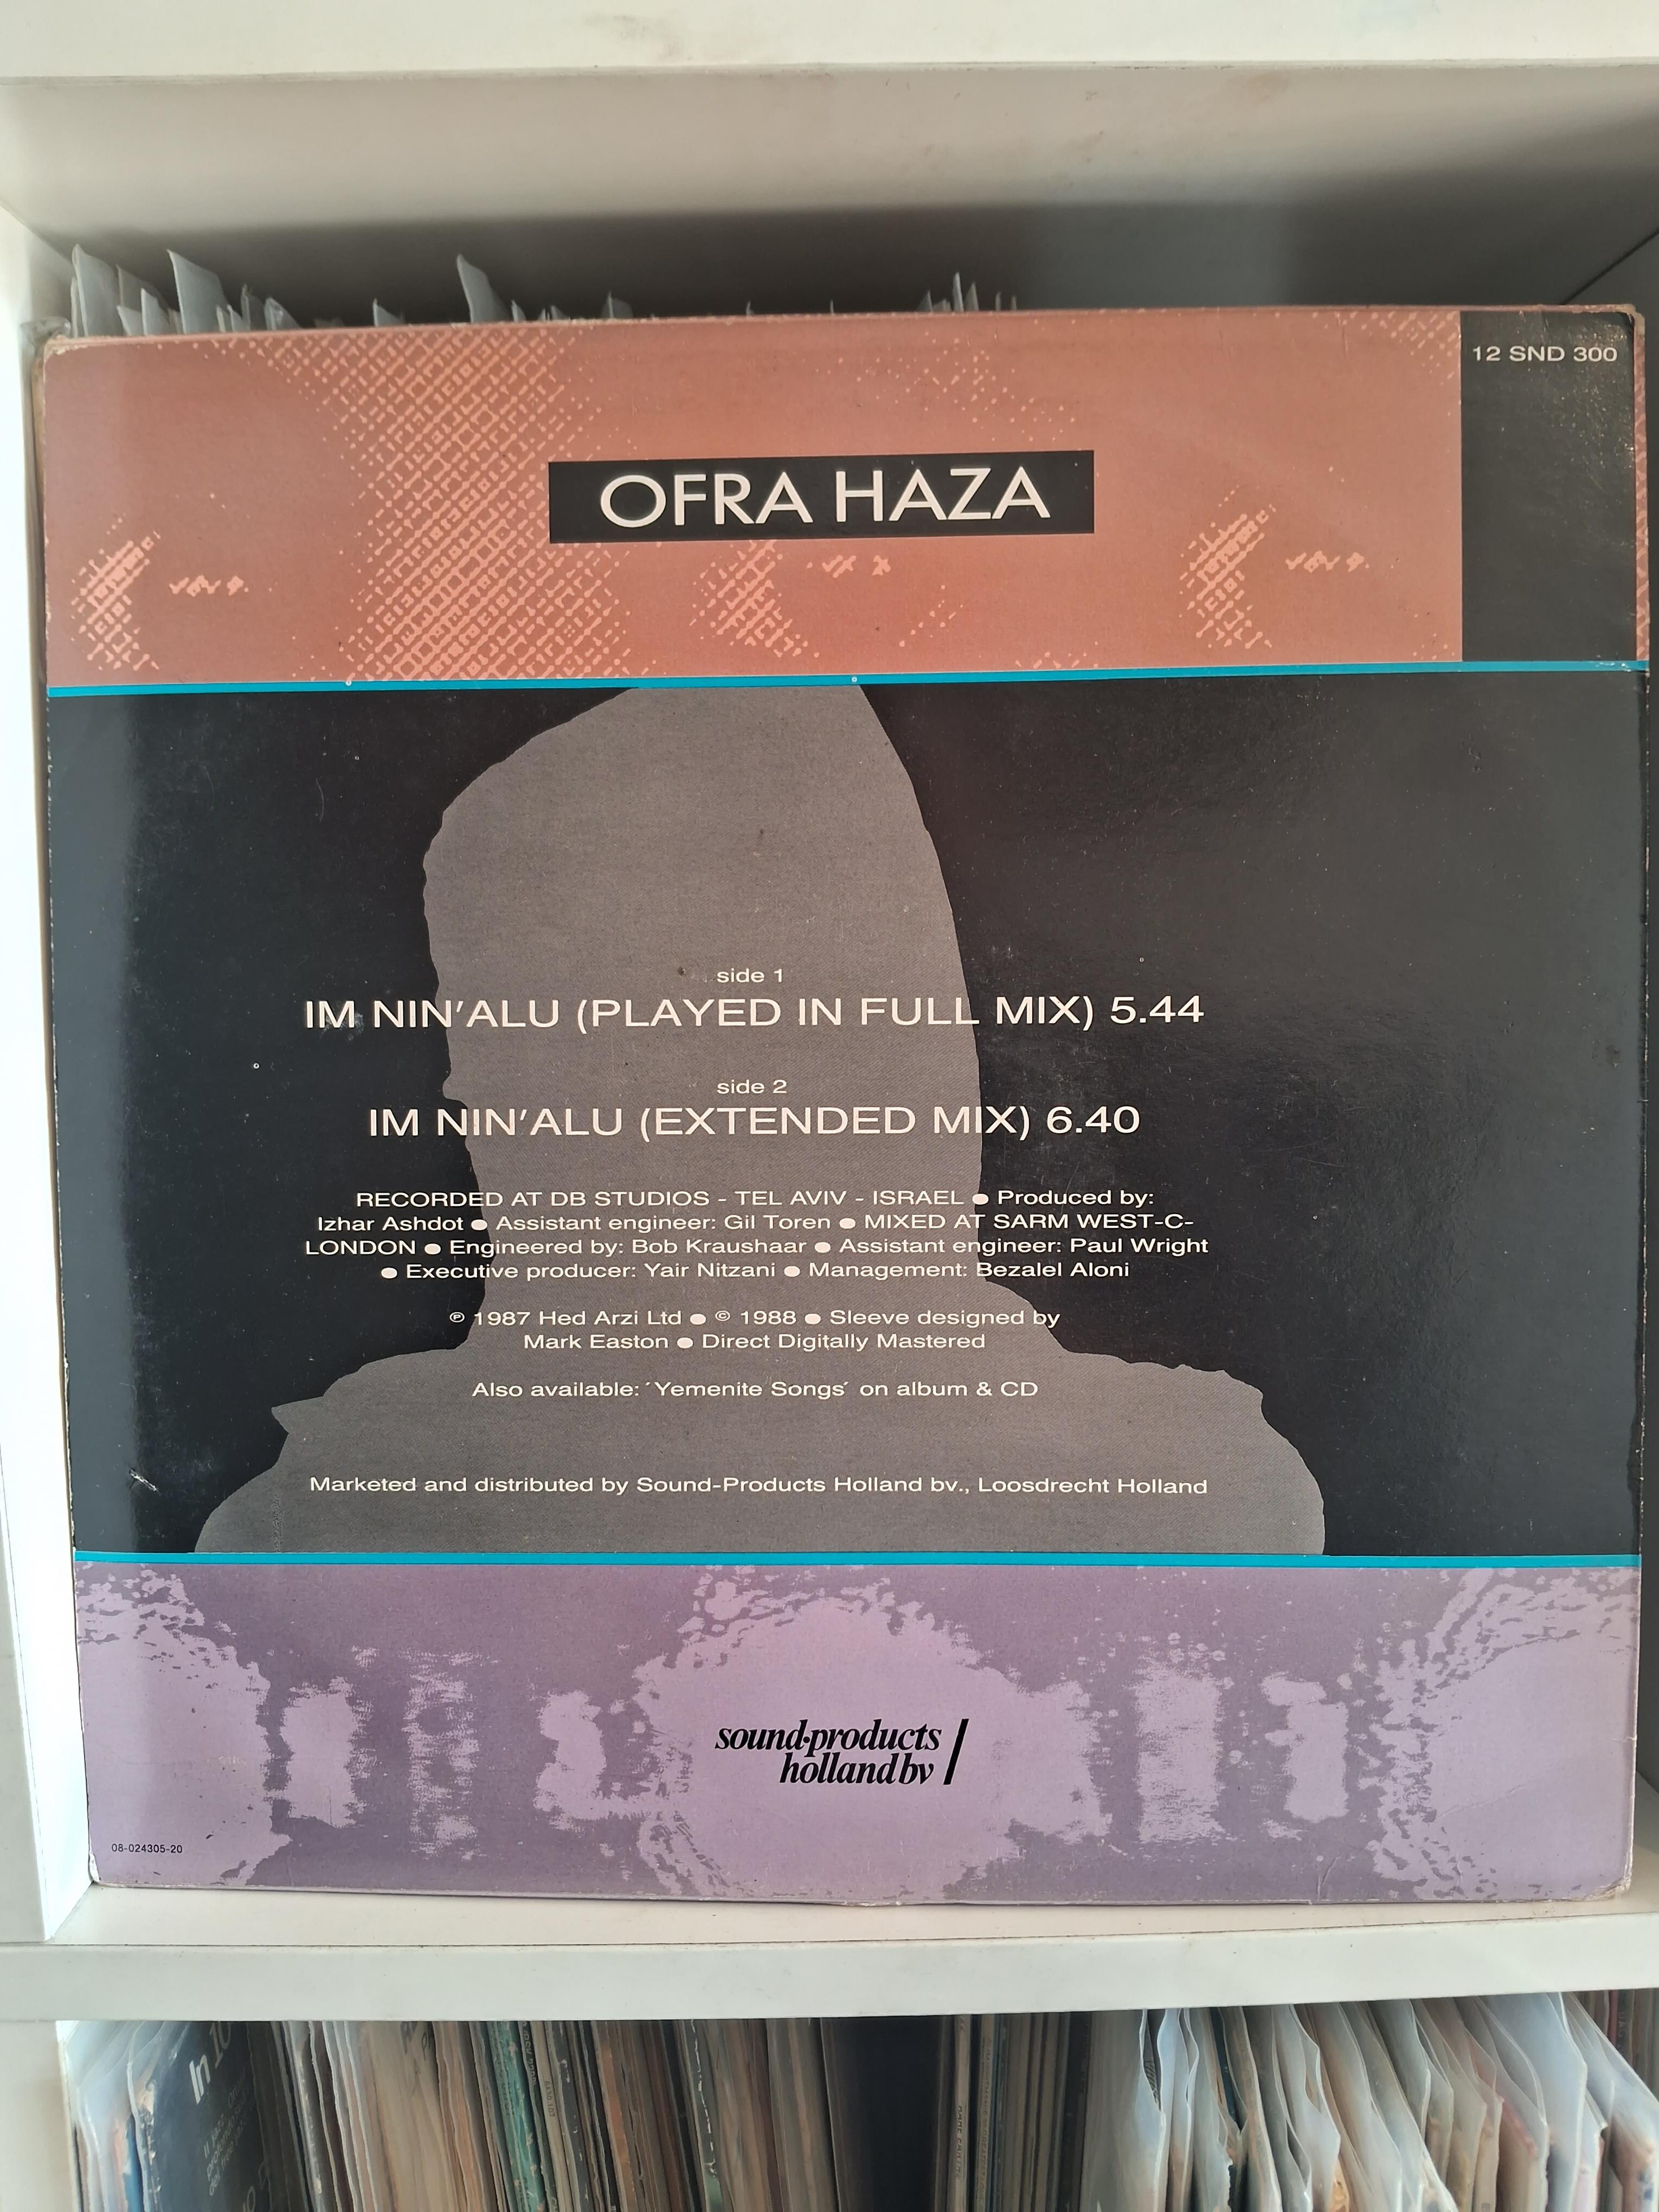 12 SND 300
OFRA HAZA
side 1
IM NIN'ALU (PLAYED IN FULL MIX) 5.44
side 2
IM NIN'ALU (EXTENDED MIX) 6.40
RECORDED AT DB STUDIOS - TEL AVIV - ISRAEL ● Produced by:
Izhar Ashdot ● Assistant engineer: Gil Toren ● MIXED AT SARM WEST-C-
LONDON ● Engineered by: Bob Kraushaar ● Assistant engineer: Paul Wright
● Executive producer: Yair Nitzani ● Management: Bezalel Aloni
℗ 1987 Hed Arzi Ltd ● © 1988 ● Sleeve designed by
Mark Easton ● Direct Digitally Mastered
Also available: ´Yemenite Songs´ on album & CD
Marketed and distributed by Sound-Products Holland bv., Loosdrecht Holland
sound·products
holland bv
08-024305-20
In